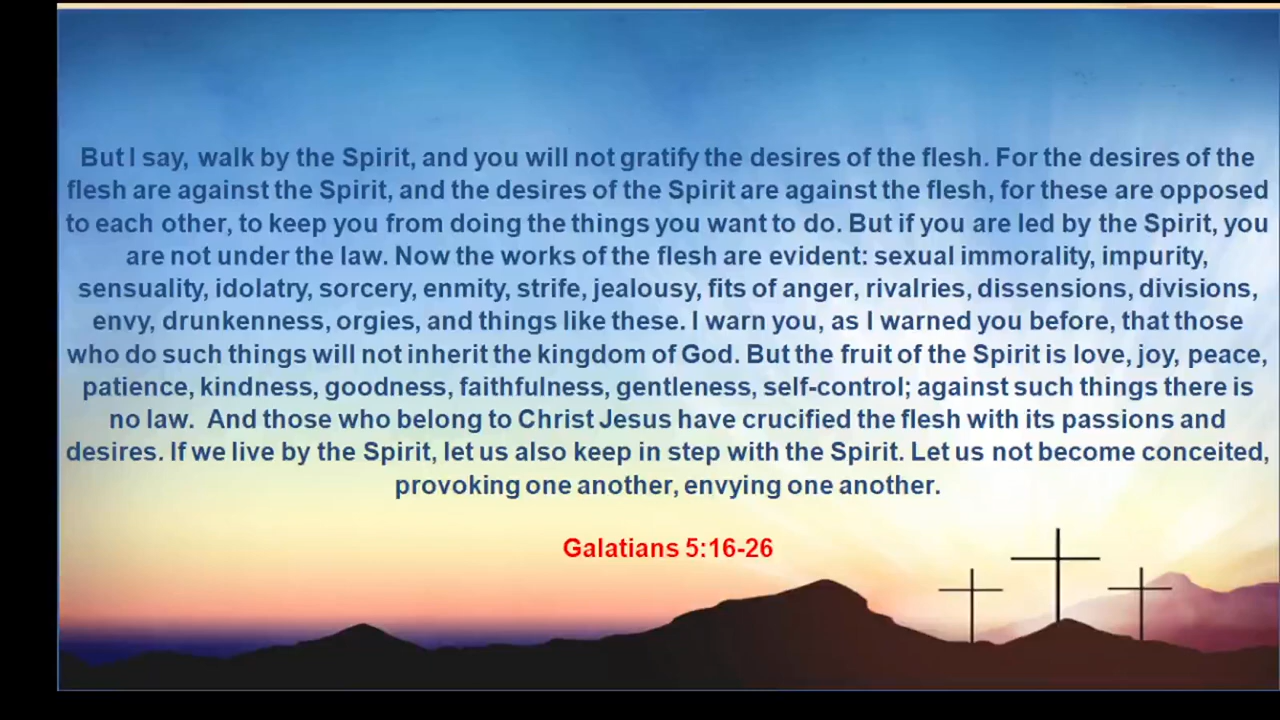 But I say, walk by the Spirit, and you will not gratify the desires of the flesh. For the desires of the
flesh are against the Spirit, and the desires of the Spirit are against the flesh, for these are opposed
to each other, to keep you from doing the things you want to do. But if you are led by the Spirit, you
are not under the law. Now the works of the flesh are evident: sexual immorality, impurity,
sensuality, idolatry, sorcery, enmity, strife, jealousy, fits of anger, rivalries, dissensions, divisions,
envy, drunkenness, orgies, and things like these. I warn you, as I warned you before, that those
who do such things will not inherit the kingdom of God. But the fruit of the Spirit is love, joy, peace,
patience, kindness, goodness, faithfulness, gentleness, self-control; against such things there is
no law. And those who belong to Christ Jesus have crucified the flesh with its passions and
desires. If we live by the Spirit, let us also keep in step with the Spirit. Let us not become conceited,
provoking one another, envying one another.
Galatians 5:16-26